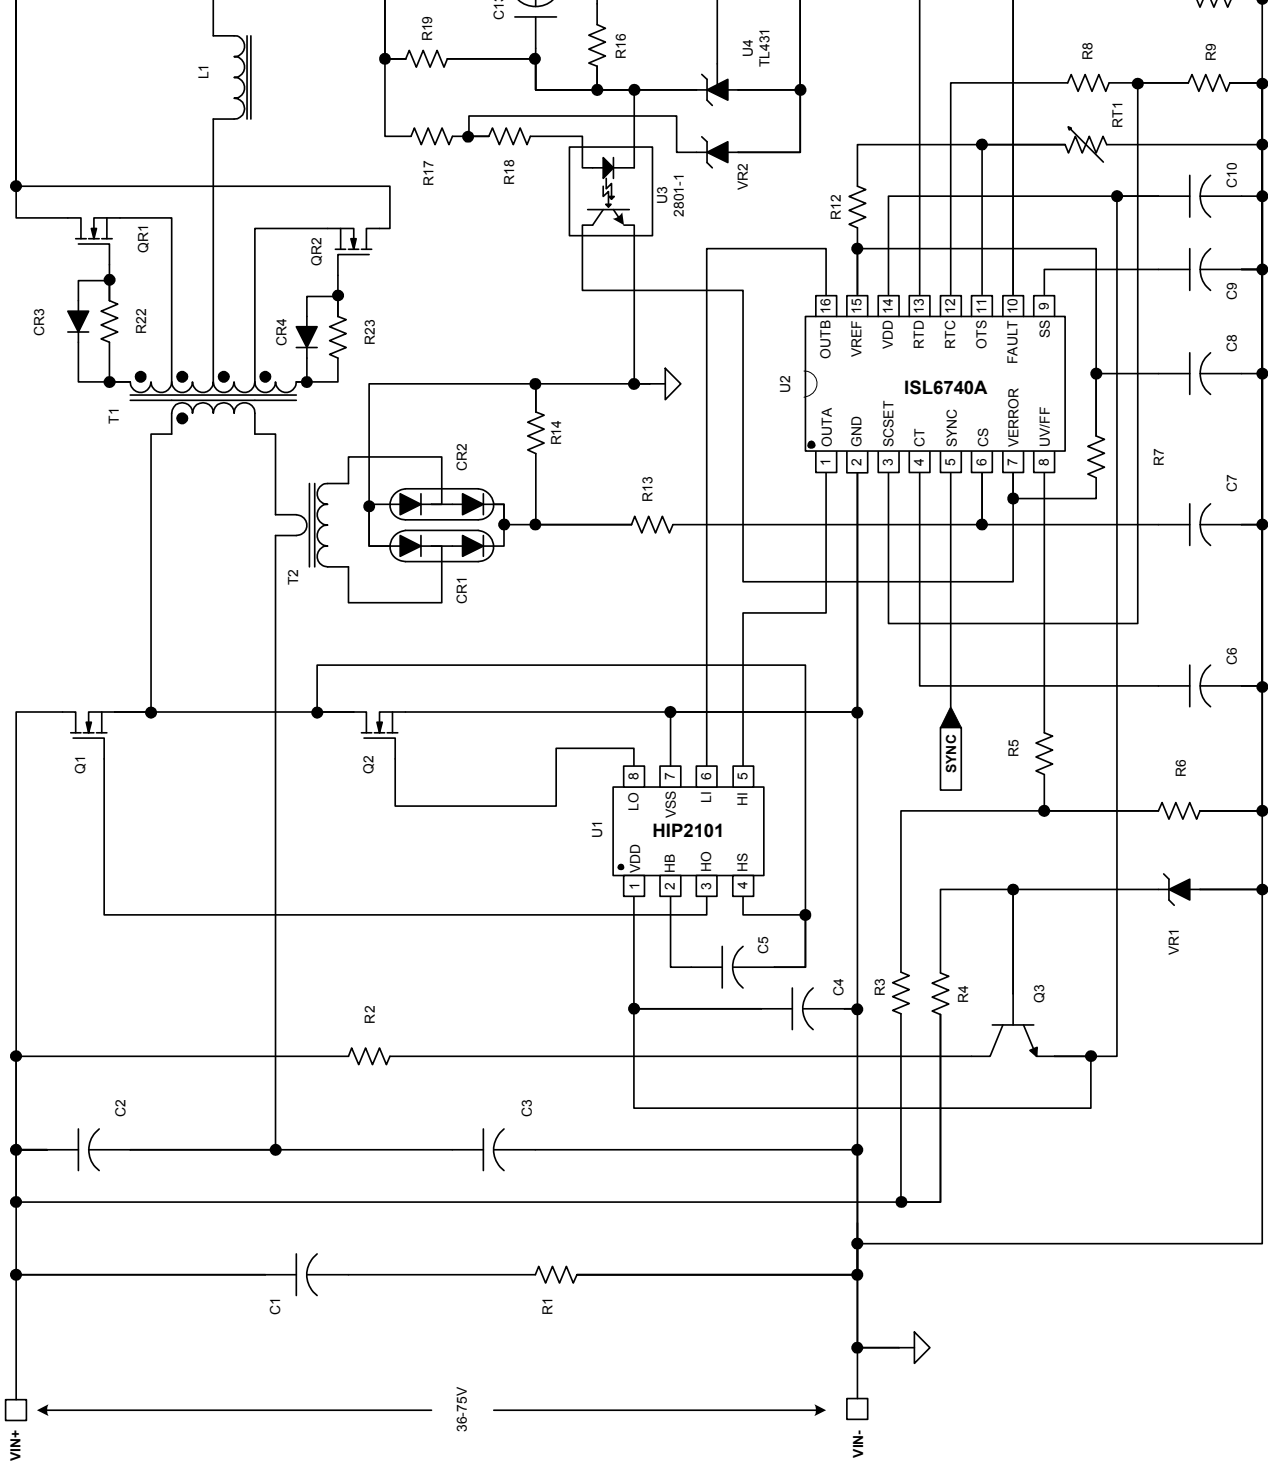 C13
R19
R16
U4
TL431
R8
R9
L1
RT1
R17
R18
VR2
U3
2801-1
C10
R12
QR1
QR2
C9
CR3
R22
CR4
R23
C8
16
15
14
13
12
11
10
9
OUTB
VREF
VDD
RTD
RTC
OTS
FAULT
SS
U2
ISL6740A
OUTA
GND
SCSET
CT
SYNC
CS
VERROR
UV/FF
1
2
3
4
5
6
7
8
T1
R14
CR2
R7
R13
C7
T2
CR1
C6
Q1
Q2
SYNC
R5
R6
8
7
6
5
LO
VSS
LI
HI
U1
HIP2101
VDD
HB
HO
HS
1
2
3
4
C5
VR1
C4
R3
R4
Q3
R2
C2
C3
C1
R1
36-75V
VIN+
VIN-